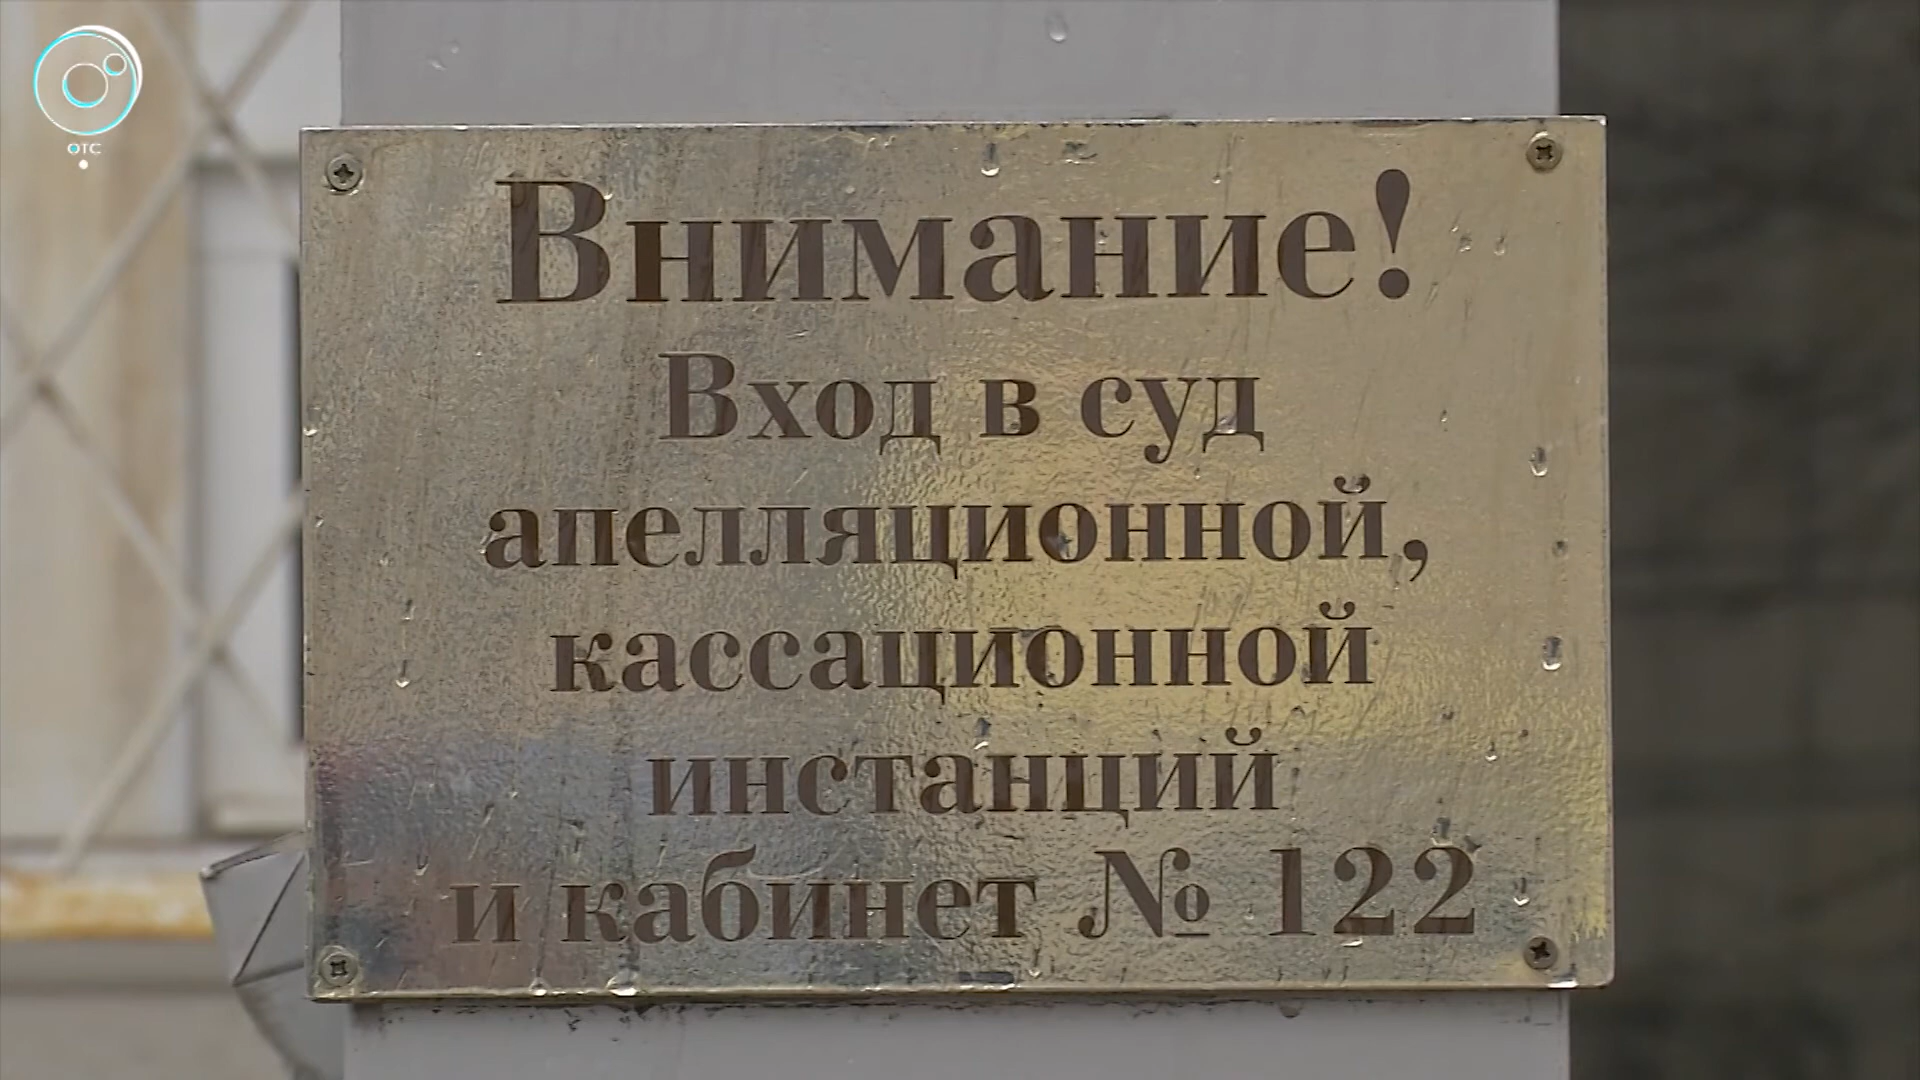 ОТС
Внимание!
Вход в суд
апелляционной,
кассационной
инстанций
и кабинет № 122